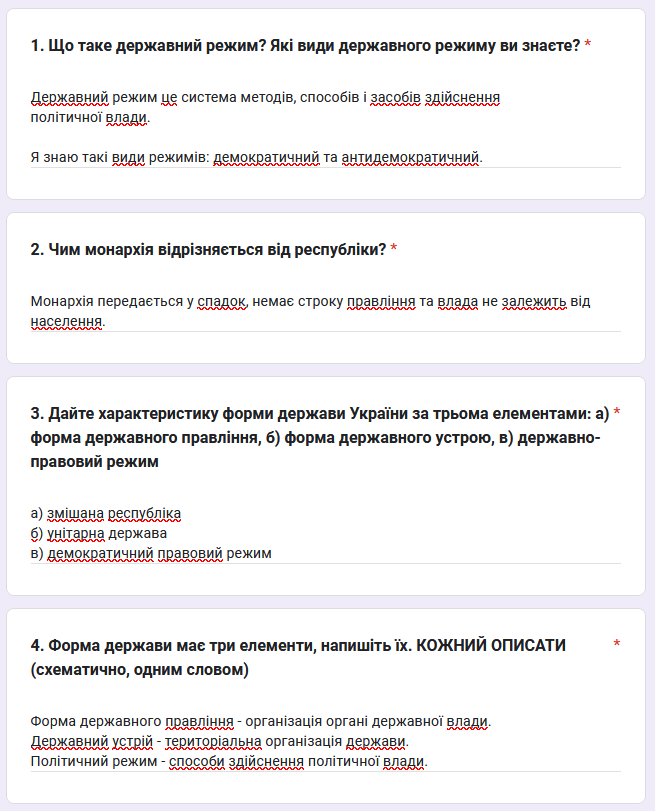 1. Що таке державний режим? Які види державного режиму ви знаєте? *
Державний режим це система методів, способів і засобів здійснення
політичної влади.
Я знаю такі види режимів: демократичний та антидемократичний.
2. Чим монархія відрізняється від республіки? *
Монархія передається у спадок, немає строку правління та влада не залежить від
населення.
3. Дайте характеристику форми держави України за трьома елементами: а) *
форма державного правління, б) форма державного устрою, в) державно-
правовий режим
а) змішана республіка
б) унітарна держава
в) демократичний правовий режим
4. Форма держави має три елементи, напишіть їх. КОЖНИЙ ОПИСАТИ *
(схематично, одним словом)
Форма державного правління - організація органі державної влади.
Державний устрій - територіальна організація держави.
Політичний режим - способи здійснення політичної влади.